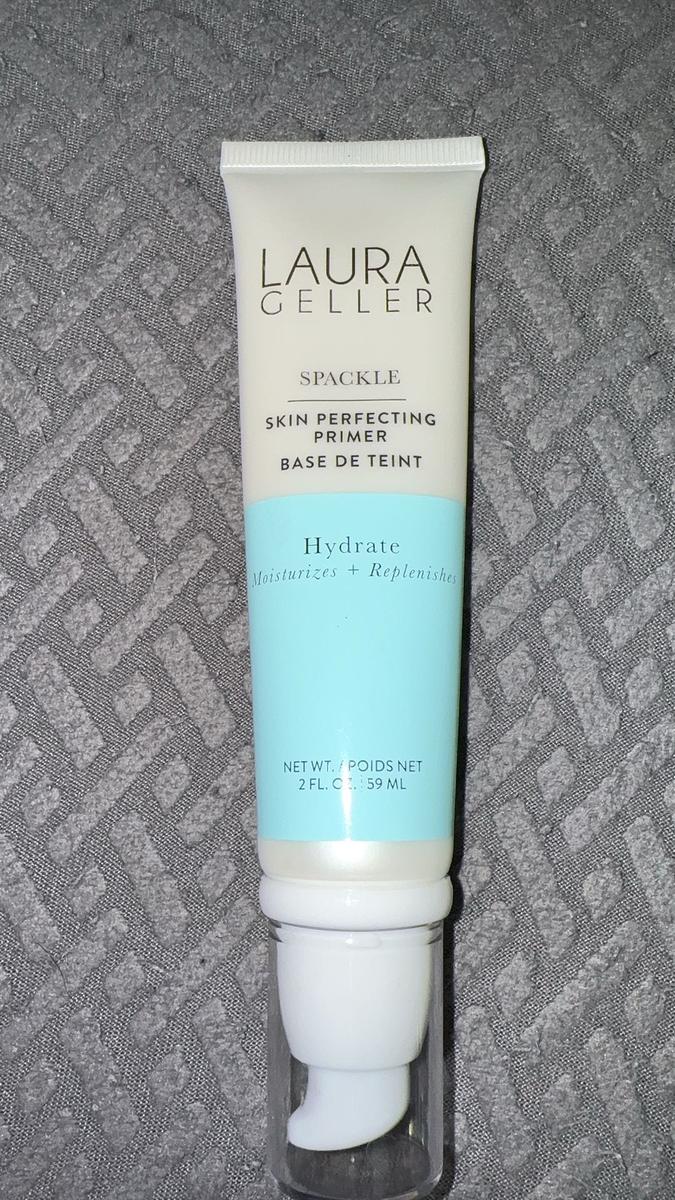 LAURA
GELLER
SPACKLE
SKIN PERFECTING
PRIMER
BASE DE TEINT
Hydrate
Moisturizes + Replenishes
NET WT. / POIDS NET
2 FL. OZ. 59 ML